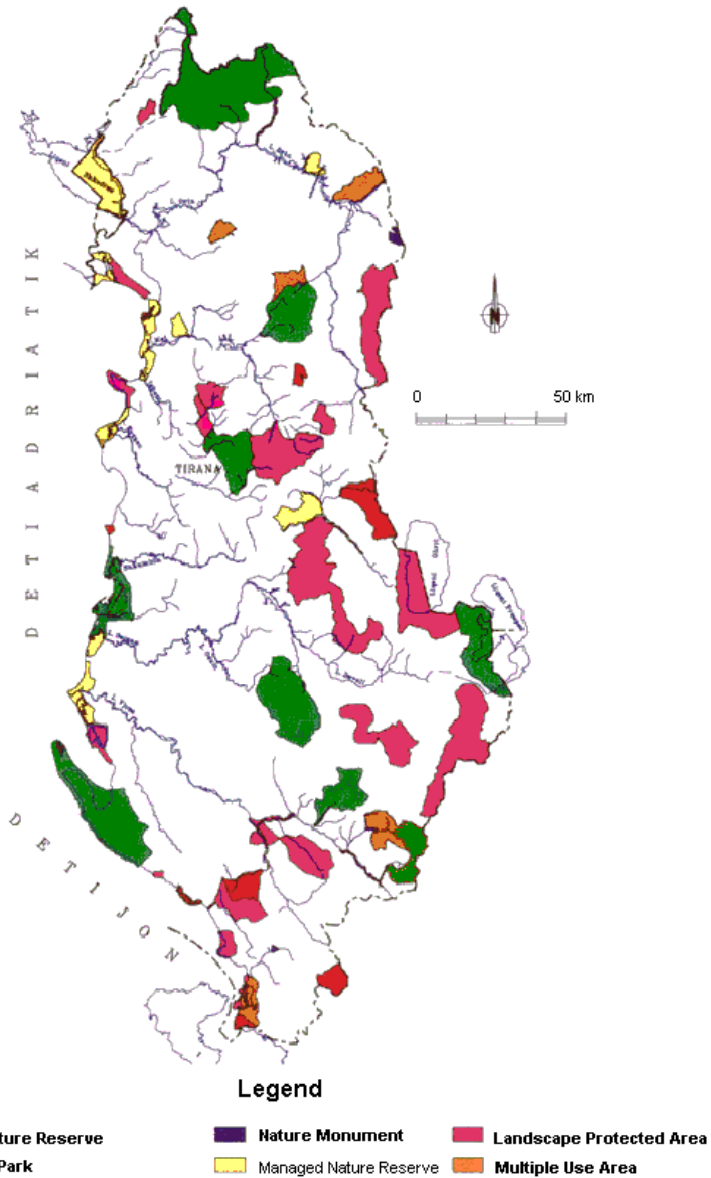 DETI ADRIATIK
N
0 50 km
TIRANA
DETI JON
Legend
ture Reserve Nature Monument Landscape Protected Area
Park Managed Nature Reserve Multiple Use Area